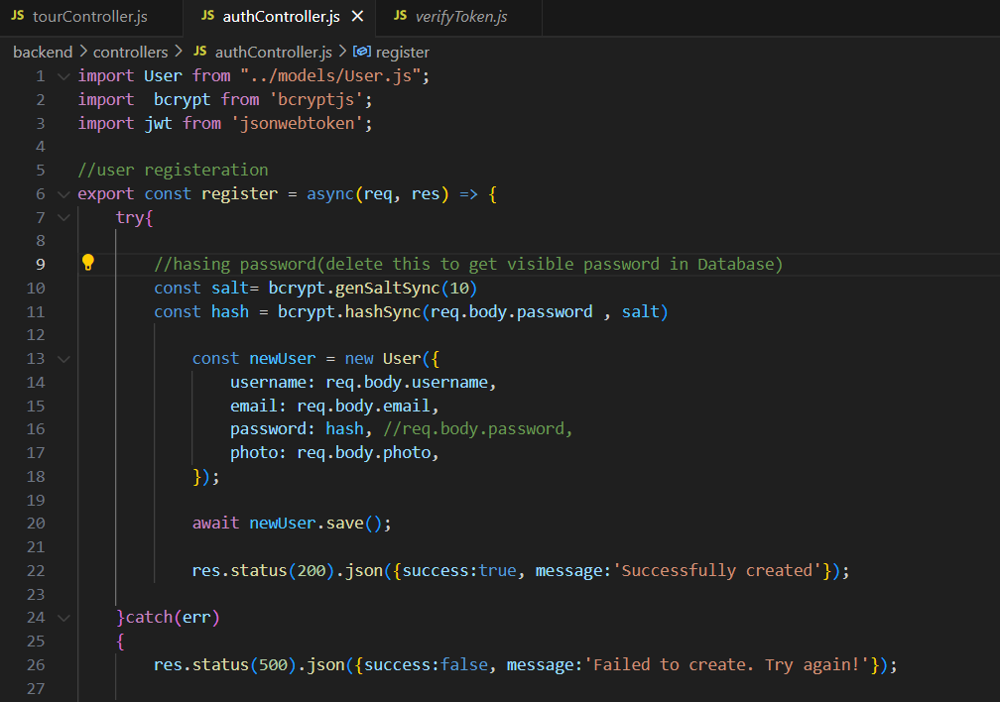 JS tourController.js JS authController.js × JS verifyToken.js
backend > controllers > JS authController.js > register
1 import User from "../models/User.js";
2 import  bcrypt from 'bcryptjs';
3 import jwt from 'jsonwebtoken';
4
5 //user registeration
6 export const register = async(req, res) => {
7     try{
8
9         //hasing password(delete this to get visible password in Database)
10         const salt= bcrypt.genSaltSync(10)
11         const hash = bcrypt.hashSync(req.body.password , salt)
12
13             const newUser = new User({
14                 username: req.body.username,
15                 email: req.body.email,
16                 password: hash, //req.body.password,
17                 photo: req.body.photo,
18             });
19
20             await newUser.save();
21
22             res.status(200).json({success:true, message:'Successfully created'});
23
24     }catch(err)
25     {
26         res.status(500).json({success:false, message:'Failed to create. Try again!'});
27